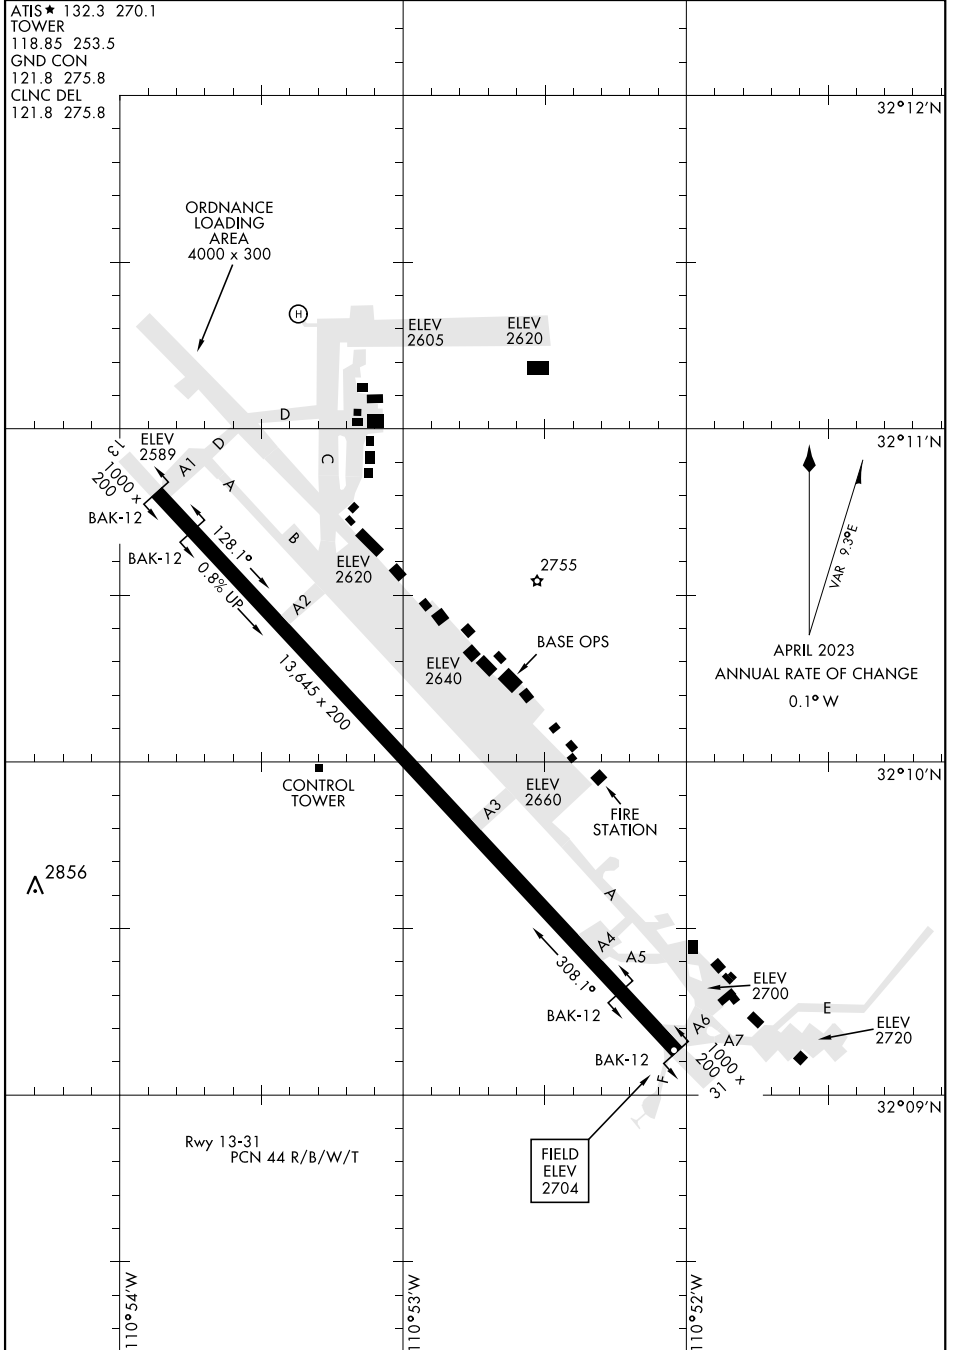 ATIS★ 132.3 270.1
TOWER
118.85 253.5
GND CON
121.8 275.8
CLNC DEL
121.8 275.8
32°12'N
ORDNANCE
LOADING
AREA
4000 x 300
H
ELEV
2605
ELEV
2620
D
32°11'N
13
ELEV
2589
D
A1
C
1000 x
200
A
BAK-12
B
128.1°
BAK-12
0.8% UP
ELEV
2620
2755
VAR 9.3°E
A2
BASE OPS
APRIL 2023
ANNUAL RATE OF CHANGE
0.1° W
ELEV
2640
13,645 x 200
32°10'N
CONTROL
TOWER
ELEV
2660
A3
FIRE
STATION
2856
A
A4
A5
308.1°
ELEV
2700
E
BAK-12
A6
A7
ELEV
2720
BAK-12
1000 x
200
F
31
32°09'N
Rwy 13-31
PCN 44 R/B/W/T
FIELD
ELEV
2704
110°54'W
110°53'W
110°52'W